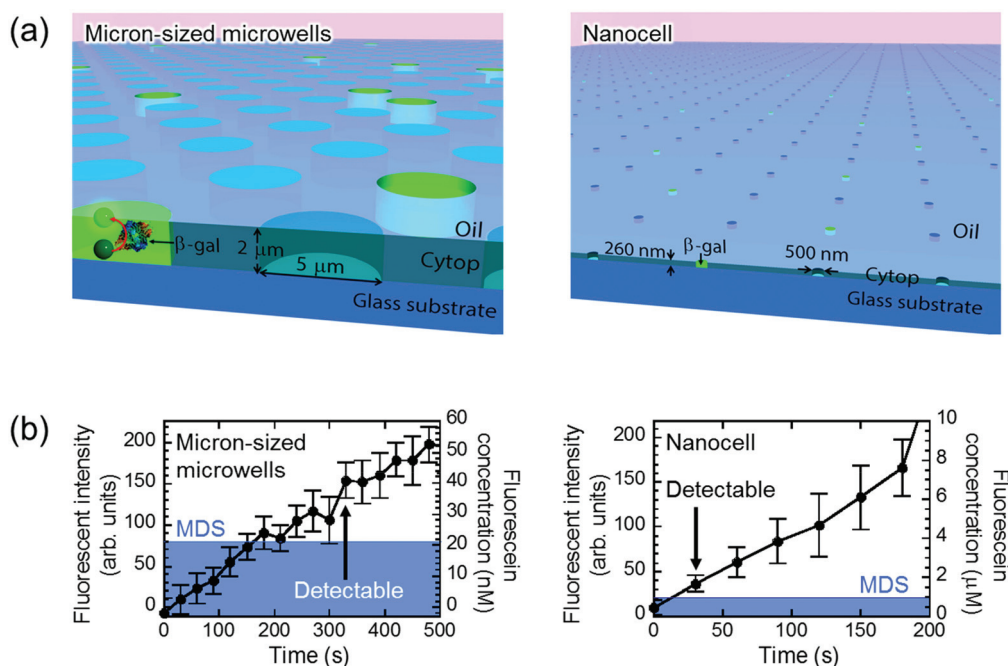 (a)
Micron-sized microwells
Oil
β-gal
2 μm
Cytop
5 μm
Glass substrate
Nanocell
Oil
260 nm
β-gal
500 nm
Cytop
Glass substrate
(b)
Fluorescent intensity
(arb. units)
200
150
100
50
0
Micron-sized
microwells
MDS
Detectable
60
50
40
30
20
10
0
Fluorescein
concentration (nM)
0 100 200 300 400 500
Time (s)
Fluorescent intensity
(arb. units)
200
150
100
50
0
Nanocell
Detectable
MDS
10
8
6
4
2
0
Fluorescein
concentration (μM)
0 50 100 150 200
Time (s)